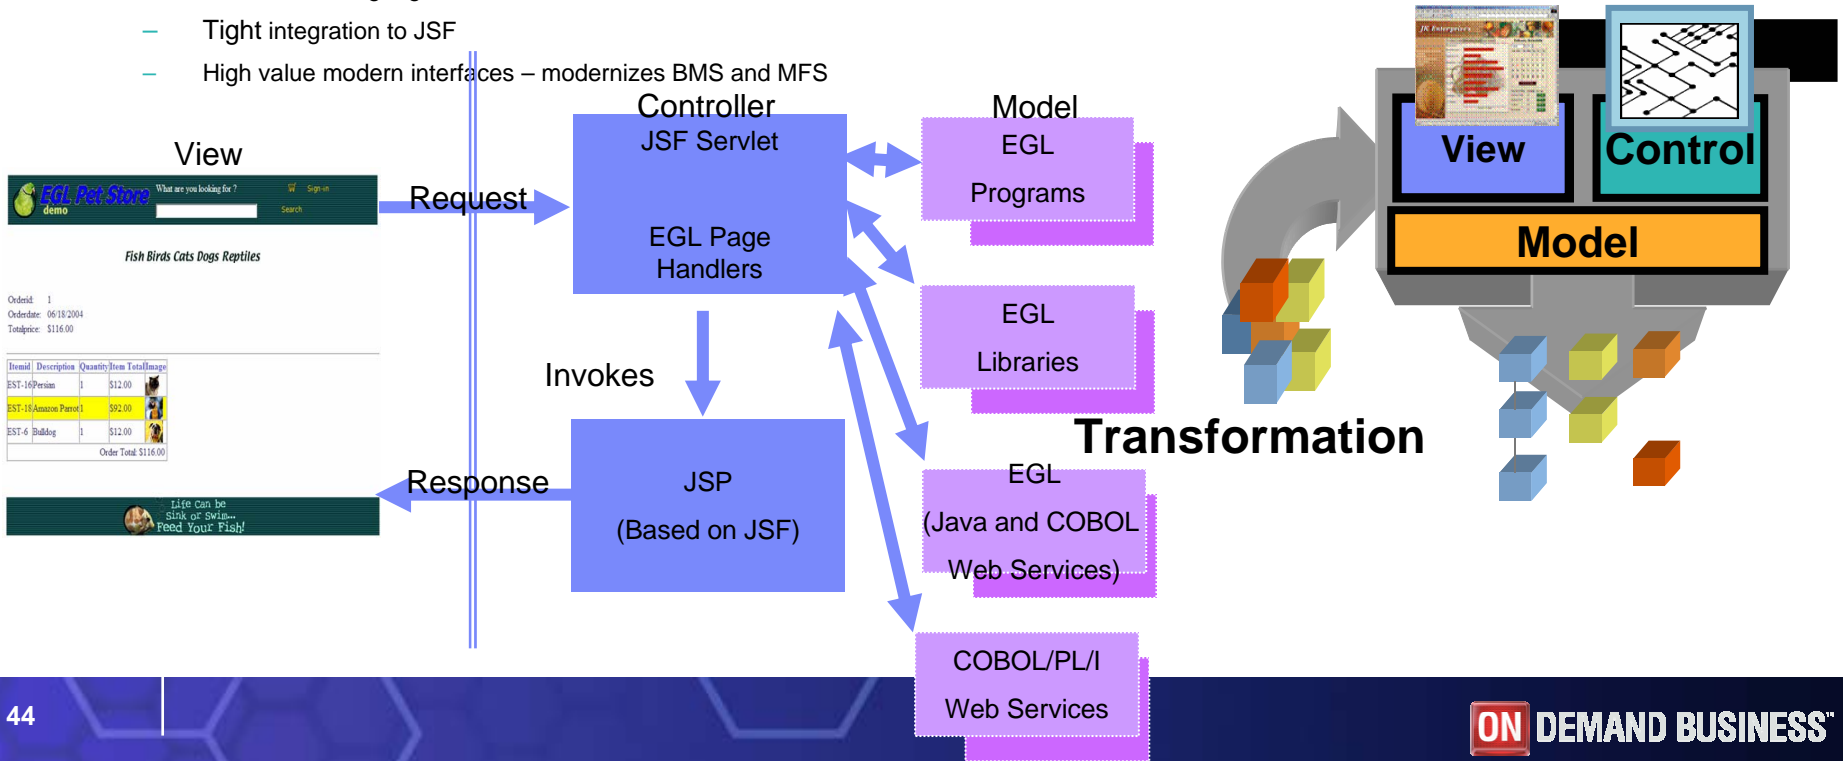 – Tight integration to JSF
– High value modern interfaces – modernizes BMS and MFS
View
EGL Pet Store
demo
What are you looking for ?
Sign-in
Search
Fish Birds Cats Dogs Reptiles
Orderid: 1
Orderdate: 06/18/2004
Totalprice: $116.00
Itemid Description Quantity Item Total Image
EST-16 Persian 1 $12.00
EST-18 Amazon Parrot 1 $92.00
EST-6 Bulldog 1 $12.00
Order Total: $116.00
Life Can be
sink or swim...
Feed Your Fish!
Request
Response
Controller
JSF Servlet
EGL Page
Handlers
Invokes
JSP
(Based on JSF)
Model
EGL
Programs
EGL
Libraries
EGL
(Java and COBOL
Web Services)
COBOL/PL/I
Web Services
JK Enterprises
View
Control
Model
Transformation
44
ON DEMAND BUSINESS™